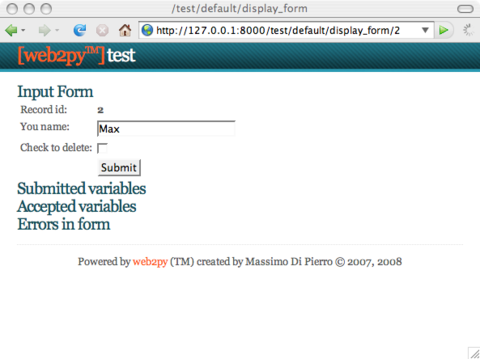 /test/default/display_form
http://127.0.0.1:8000/test/default/display_form/2
[web2py™] test
Input Form
Record id: 2
You name: Max
Check to delete:
Submit
Submitted variables
Accepted variables
Errors in form
Powered by web2py (TM) created by Massimo Di Pierro © 2007, 2008